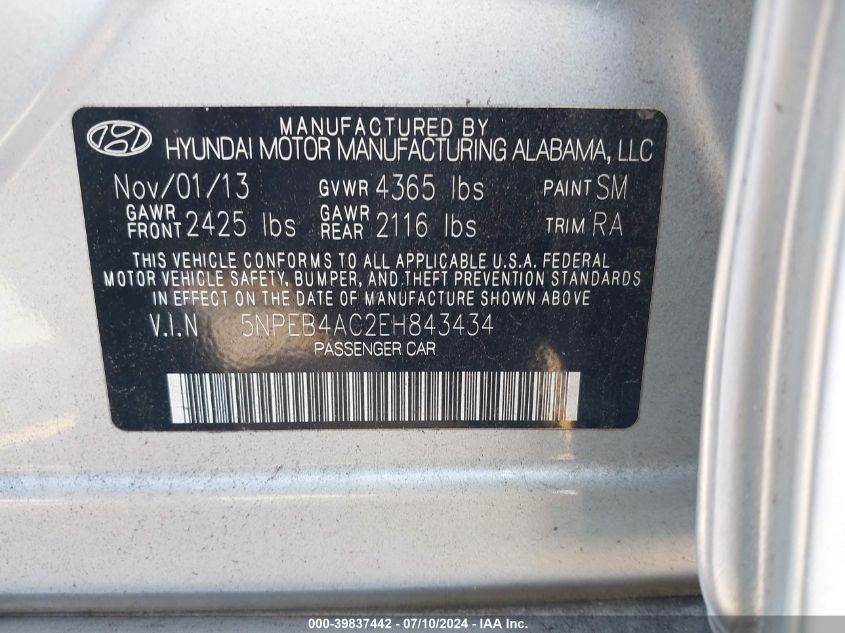 MANUFACTURED BY
HYUNDAI MOTOR MANUFACTURING ALABAMA, LLC
Nov/01/13 GVWR 4365 lbs PAINT SM
GAWR FRONT 2425 lbs GAWR REAR 2116 lbs TRIM RA
THIS VEHICLE CONFORMS TO ALL APPLICABLE U.S.A. FEDERAL
MOTOR VEHICLE SAFETY, BUMPER, AND THEFT PREVENTION STANDARDS
IN EFFECT ON THE DATE OF MANUFACTURE SHOWN ABOVE
V.I.N 5NPEB4AC2EH843434
PASSENGER CAR
000-39837442 - 07/10/2024 - IAA Inc.